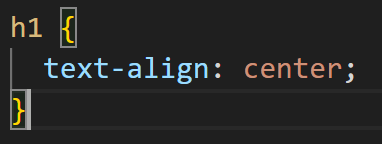 h1 {
  text-align: center;
}